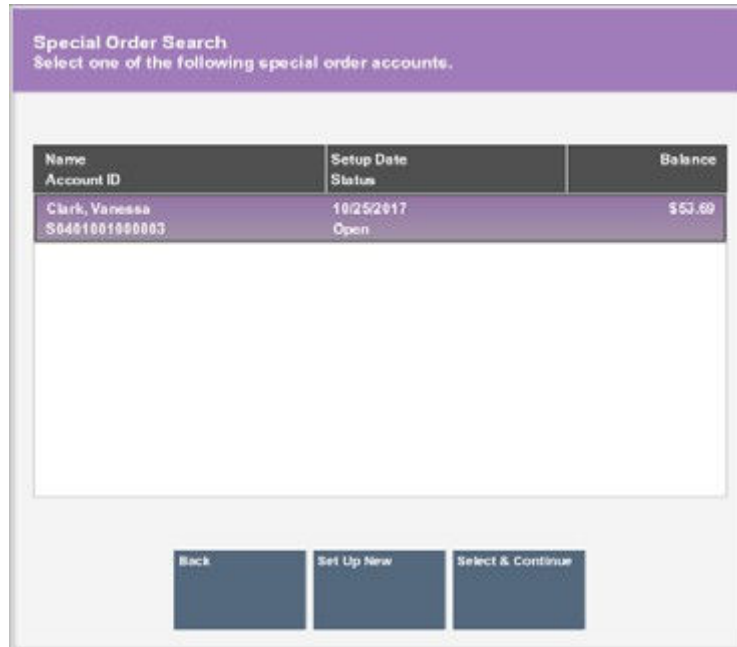 Special Order Search
Select one of the following special order accounts.
Name Setup Date Balance
Account ID Status
Clark, Vanessa 10/25/2017 $53.69
S0401001000003 Open
Back Set Up New Select & Continue